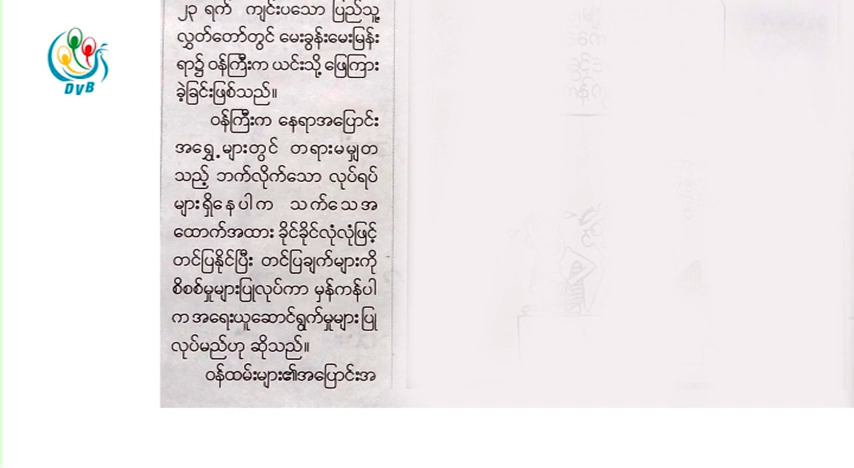 DVB
၂၃ ရက် ကျင်းပသော ပြည်သူ့
လွှတ်တော်တွင် မေးခွန်းမေးမြန်း
ရာ၌ ဝန်ကြီးက ယင်းသို့ ဖြေကြား
ခဲ့ခြင်းဖြစ်သည်။
ဝန်ကြီးက နေရာအပြောင်း
အရွှေ့များတွင် တရားမမျှတ
သည့် ဘက်လိုက်သော လုပ်ရပ်
များရှိနေပါက သက်သေအ
ထောက်အထား ခိုင်ခိုင်လုံလုံဖြင့်
တင်ပြနိုင်ပြီး တင်ပြချက်များကို
စိစစ်မှုများပြုလုပ်ကာ မှန်ကန်ပါ
က အရေးယူဆောင်ရွက်မှုများ ပြု
လုပ်မည်ဟု ဆိုသည်။
ဝန်ထမ်းများ၏အပြောင်းအ